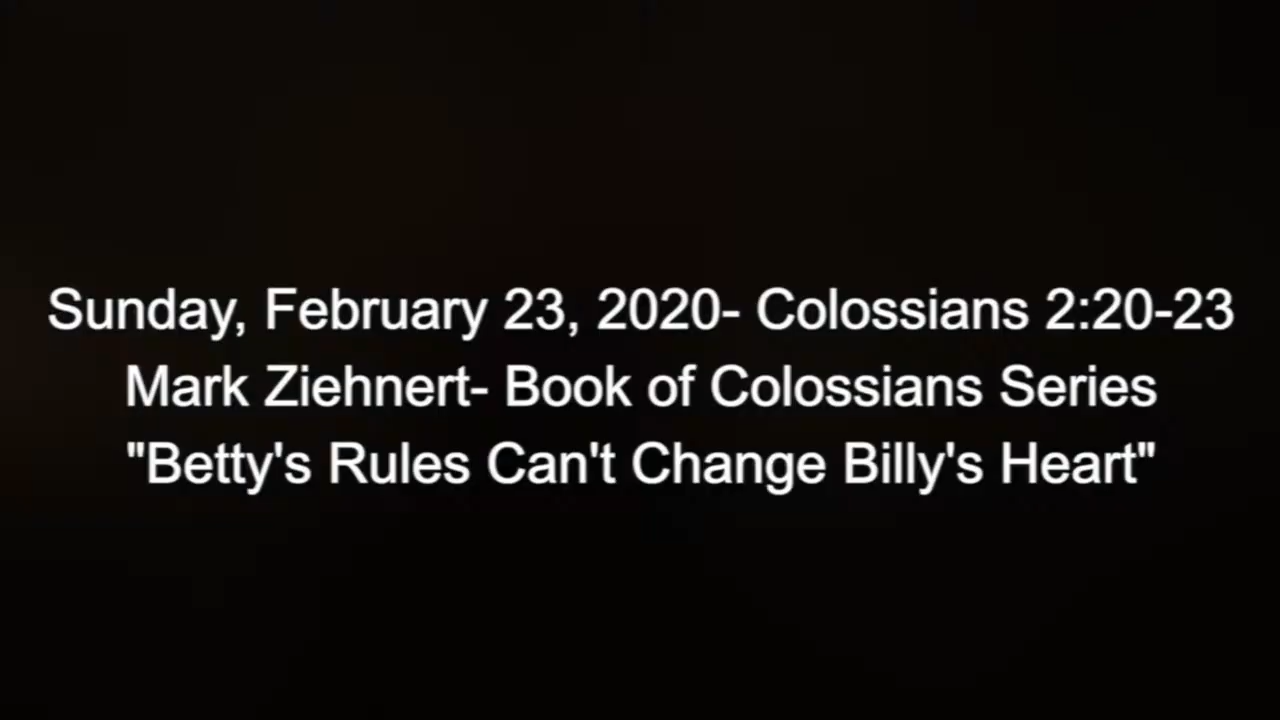 Sunday, February 23, 2020- Colossians 2:20-23
Mark Ziehnert- Book of Colossians Series
"Betty's Rules Can't Change Billy's Heart"